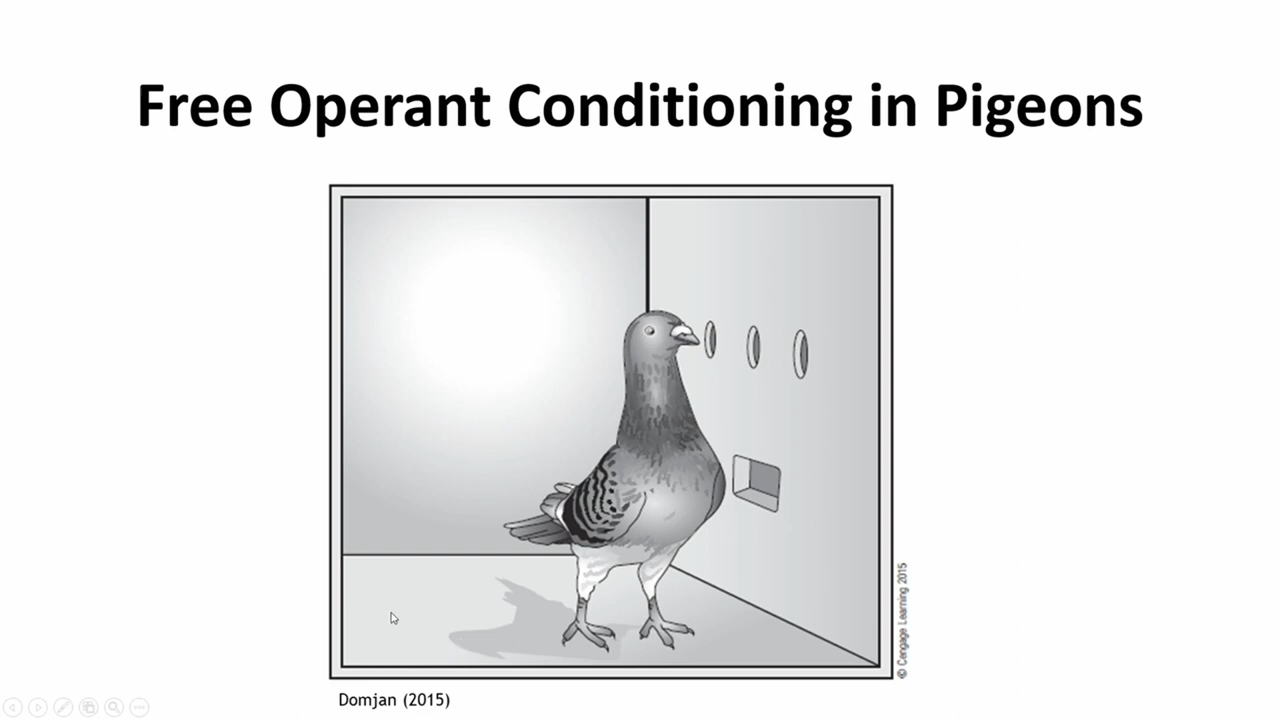 Free Operant Conditioning in Pigeons
© Cengage Learning 2015
Domjan (2015)